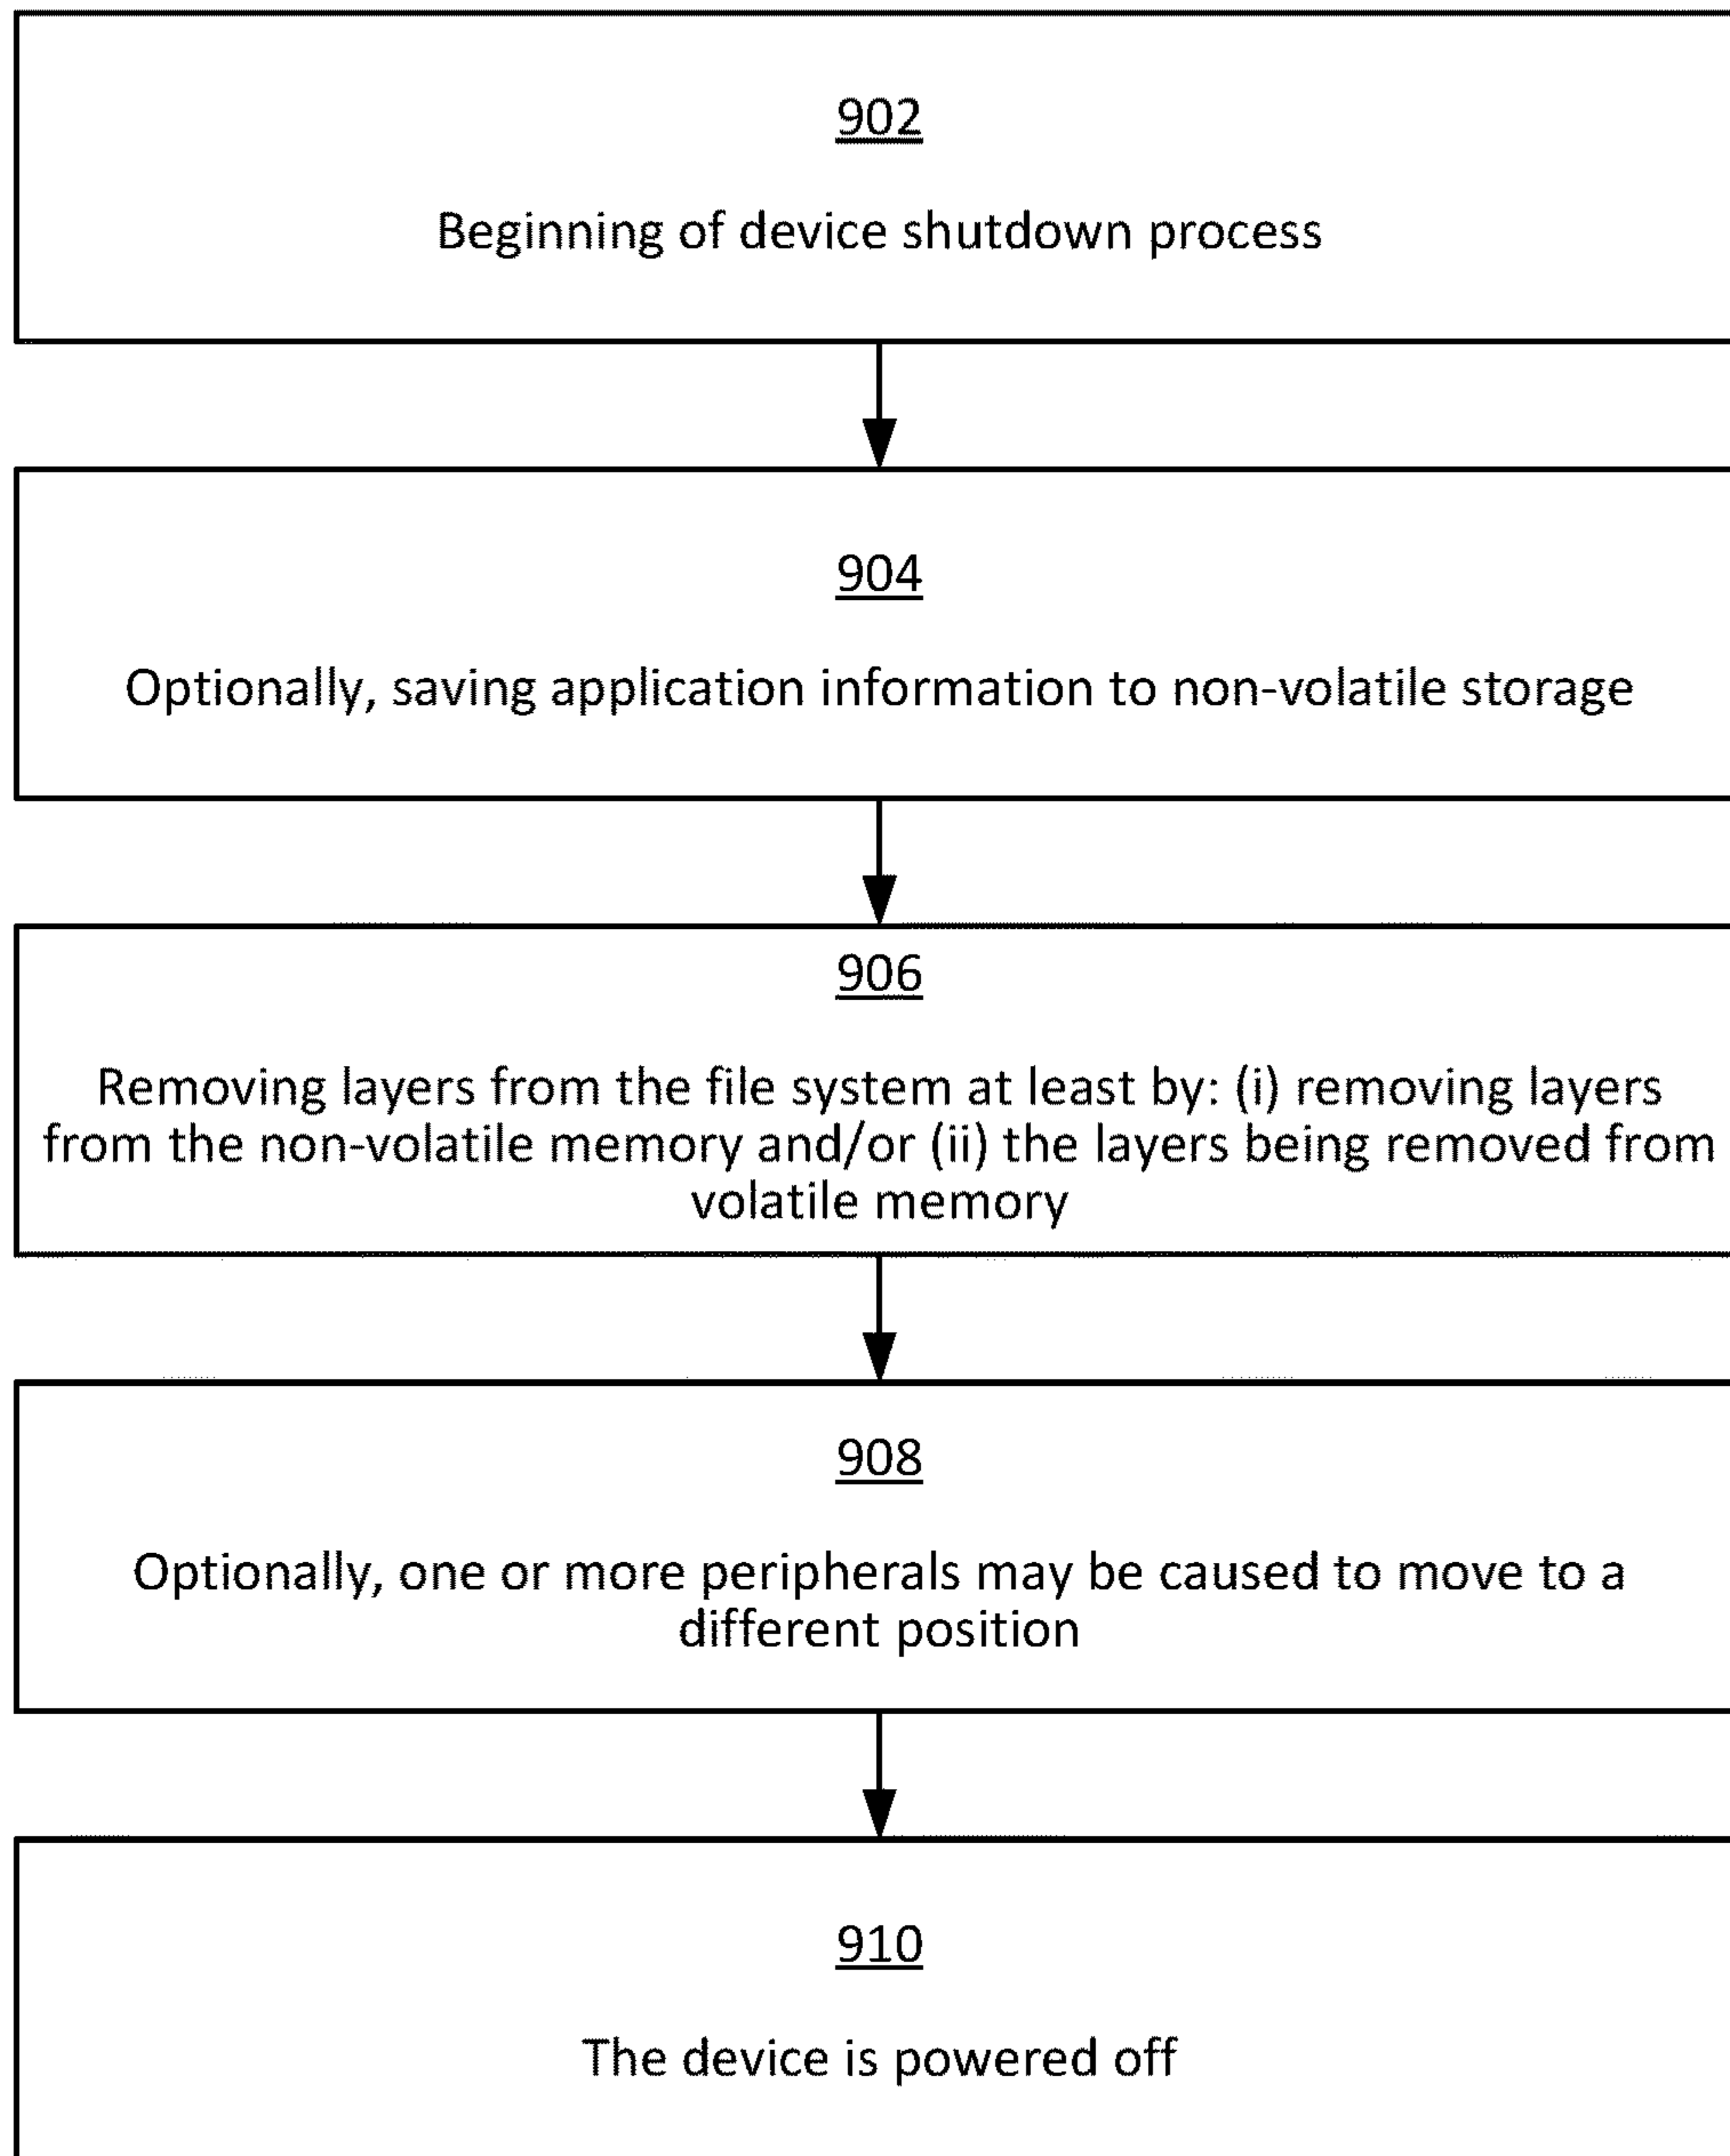 902
Beginning of device shutdown process
904
Optionally, saving application information to non-volatile storage
906
Removing layers from the file system at least by: (i) removing layers
from the non-volatile memory and/or (ii) the layers being removed from
volatile memory
908
Optionally, one or more peripherals may be caused to move to a
different position
910
The device is powered off